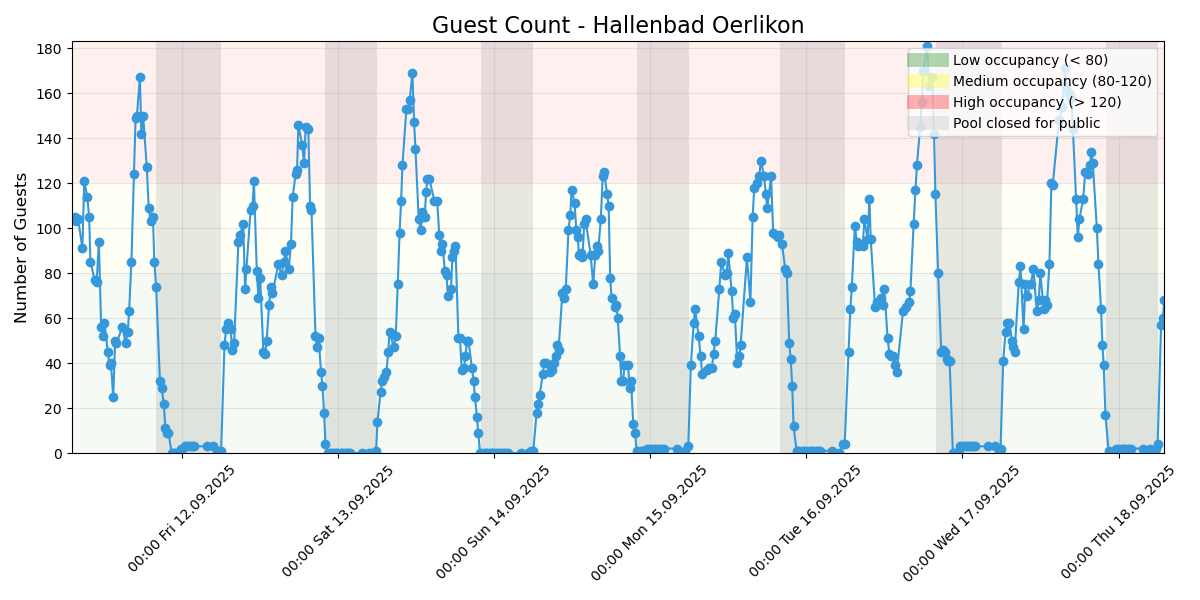 Guest Count - Hallenbad Oerlikon
Number of Guests
180
160
140
120
100
80
60
40
20
0
Low occupancy (< 80)
Medium occupancy (80-120)
High occupancy (> 120)
Pool closed for public
00:00 Fri 12.09.2025
00:00 Sat 13.09.2025
00:00 Sun 14.09.2025
00:00 Mon 15.09.2025
00:00 Tue 16.09.2025
00:00 Wed 17.09.2025
00:00 Thu 18.09.2025